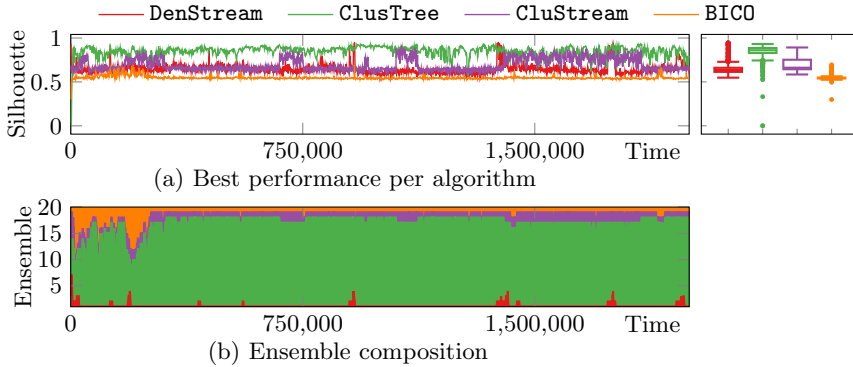 DenStream ClusTree CluStream BICO
Silhouette
1
0.5
0
0 750,000 1,500,000 Time
(a) Best performance per algorithm
Ensemble
20
15
10
5
0 750,000 1,500,000 Time
(b) Ensemble composition